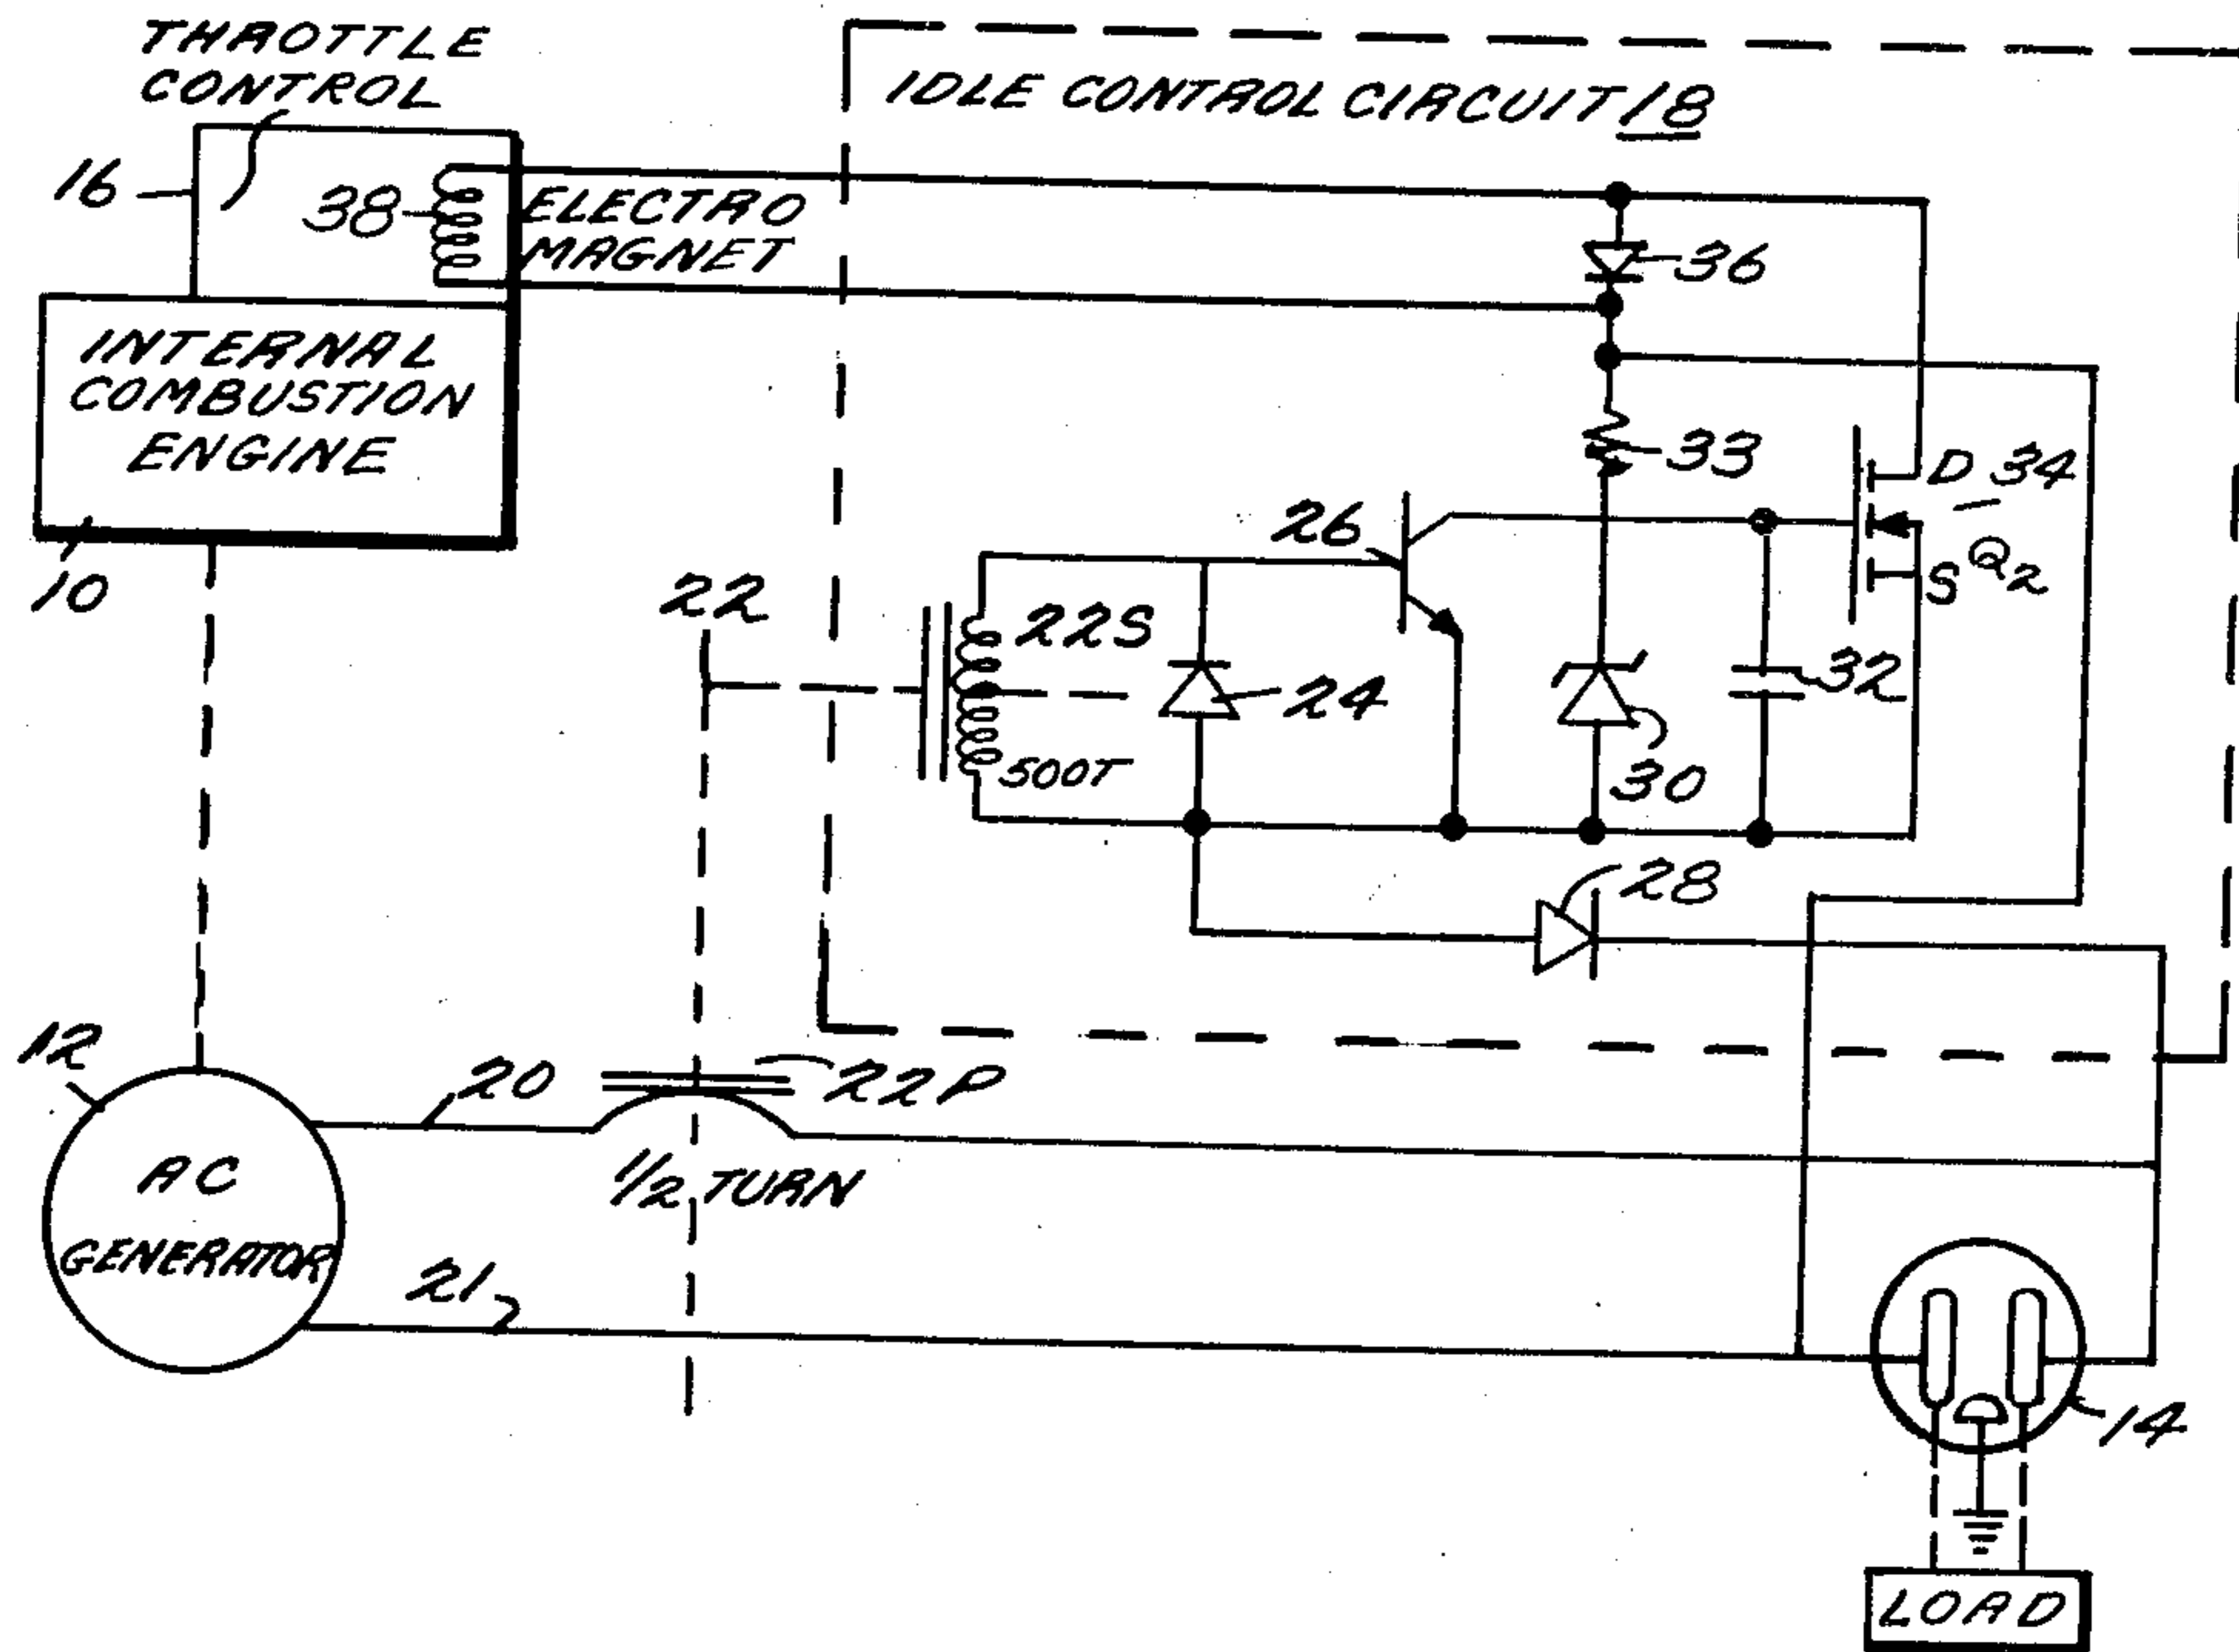 THROTTLE
CONTROL
IDLE CONTROL CIRCUIT 18
16
38
ELECTRO
MAGNET
36
INTERNAL
COMBUSTION
ENGINE
33
D 34
26
S Q2
10
22
22S
24
32
500T
30
28
12
20
22P
AC
GENERATOR
1/2 TURN
21
14
LOAD